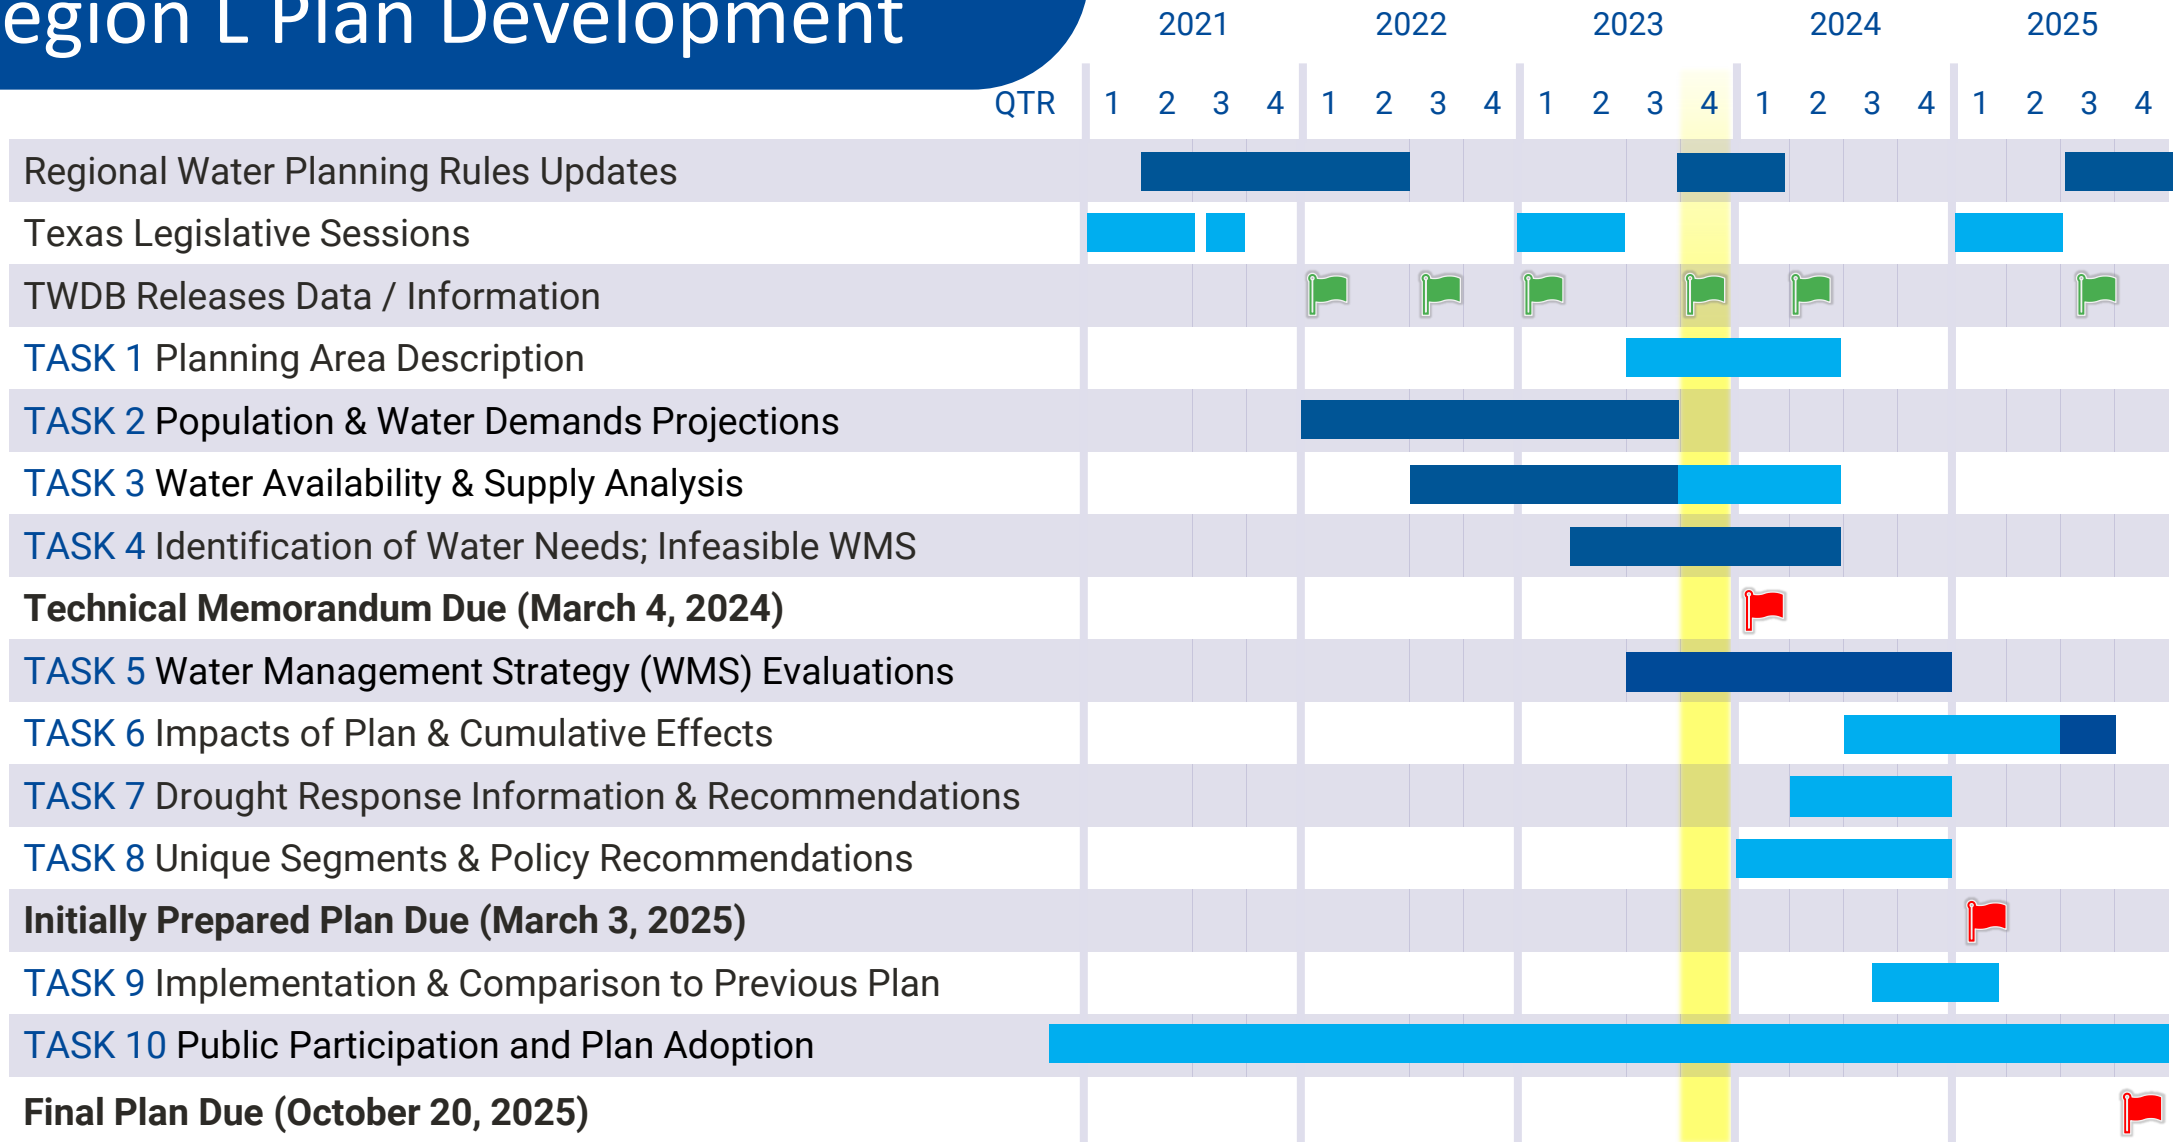 egion L Plan Development
2021 2022 2023 2024 2025
QTR 1 2 3 4 1 2 3 4 1 2 3 4 1 2 3 4 1 2 3 4
Regional Water Planning Rules Updates
Texas Legislative Sessions
TWDB Releases Data / Information
TASK 1 Planning Area Description
TASK 2 Population & Water Demands Projections
TASK 3 Water Availability & Supply Analysis
TASK 4 Identification of Water Needs; Infeasible WMS
Technical Memorandum Due (March 4, 2024)
TASK 5 Water Management Strategy (WMS) Evaluations
TASK 6 Impacts of Plan & Cumulative Effects
TASK 7 Drought Response Information & Recommendations
TASK 8 Unique Segments & Policy Recommendations
Initially Prepared Plan Due (March 3, 2025)
TASK 9 Implementation & Comparison to Previous Plan
TASK 10 Public Participation and Plan Adoption
Final Plan Due (October 20, 2025)